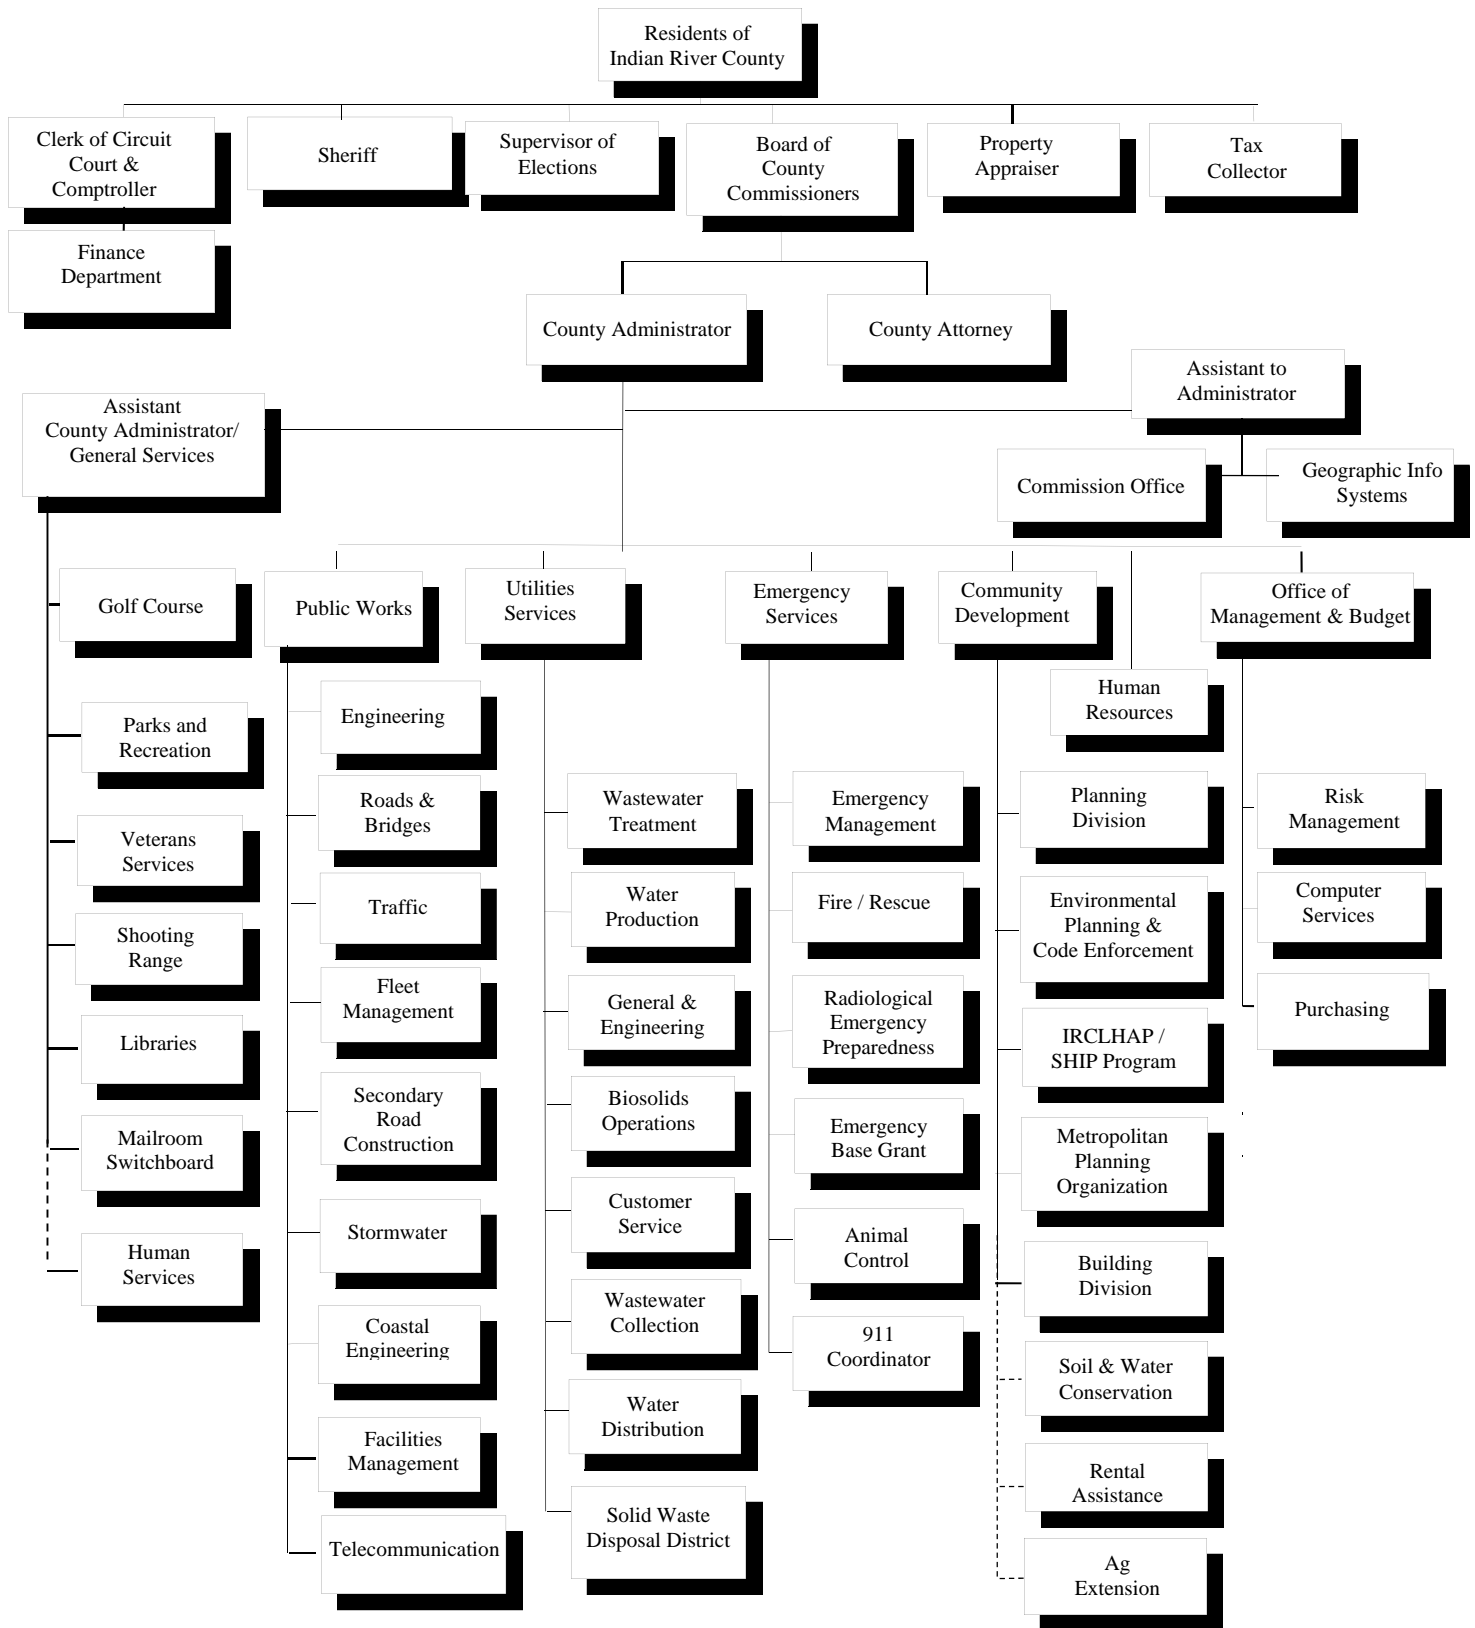 Residents of
Indian River County
Clerk of Circuit
Court &
Comptroller
Sheriff
Supervisor of
Elections
Board of
County
Commissioners
Property
Appraiser
Tax
Collector
Finance
Department
County Administrator
County Attorney
Assistant to
Administrator
Assistant
County Administrator/
General Services
Commission Office
Geographic Info
Systems
Golf Course
Parks and
Recreation
Veterans
Services
Shooting
Range
Libraries
Mailroom
Switchboard
Human
Services
Public Works
Engineering
Roads &
Bridges
Traffic
Fleet
Management
Secondary
Road
Construction
Stormwater
Coastal
Engineering
Facilities
Management
Telecommunication
Utilities
Services
Wastewater
Treatment
Water
Production
General &
Engineering
Biosolids
Operations
Customer
Service
Wastewater
Collection
Water
Distribution
Solid Waste
Disposal District
Emergency
Services
Emergency
Management
Fire / Rescue
Radiological
Emergency
Preparedness
Emergency
Base Grant
Animal
Control
911
Coordinator
Community
Development
Planning
Division
Environmental
Planning &
Code Enforcement
IRCLHAP /
SHIP Program
Metropolitan
Planning
Organization
Building
Division
Soil & Water
Conservation
Rental
Assistance
Ag
Extension
Human
Resources
Office of
Management & Budget
Risk
Management
Computer
Services
Purchasing